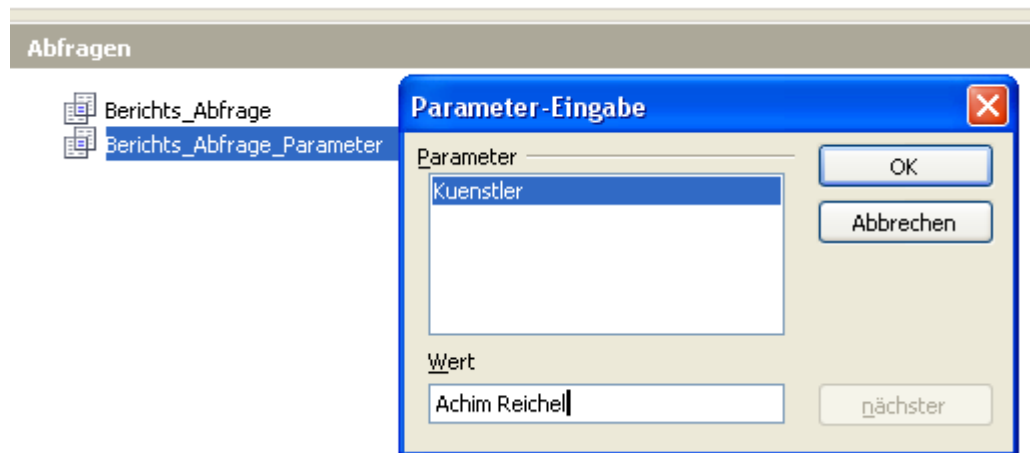 Abfragen
Berichts_Abfrage
Berichts_Abfrage_Parameter
Parameter-Eingabe
Parameter
Kuenstler
OK
Abbrechen
Wert
Achim Reichel
nächster